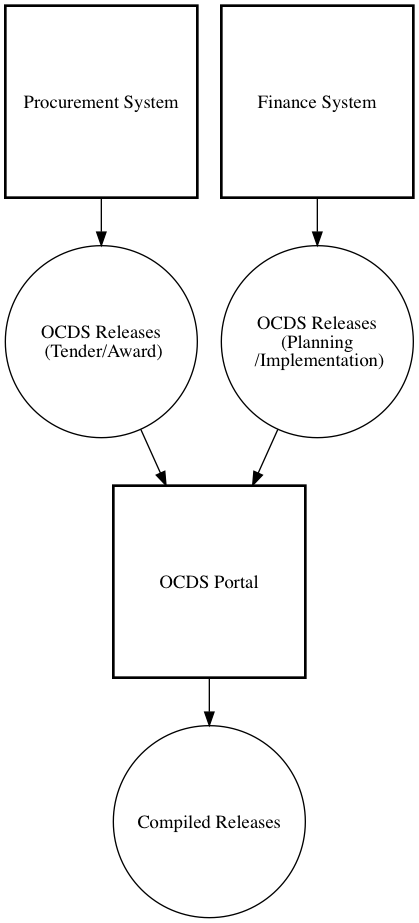 Procurement System
Finance System
OCDS Releases
(Tender/Award)
OCDS Releases
(Planning
/Implementation)
OCDS Portal
Compiled Releases